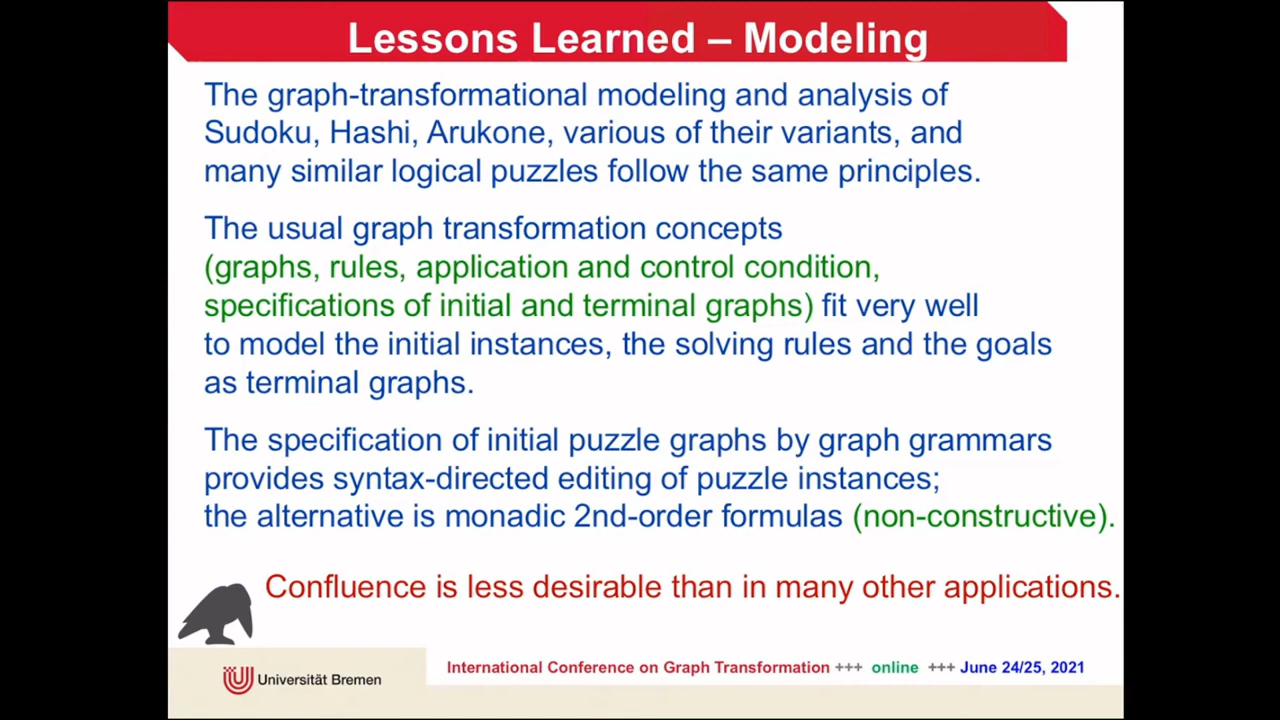 Lessons Learned – Modeling
The graph-transformational modeling and analysis of
Sudoku, Hashi, Arukone, various of their variants, and
many similar logical puzzles follow the same principles.
The usual graph transformation concepts
(graphs, rules, application and control condition,
specifications of initial and terminal graphs) fit very well
to model the initial instances, the solving rules and the goals
as terminal graphs.
The specification of initial puzzle graphs by graph grammars
provides syntax-directed editing of puzzle instances;
the alternative is monadic 2nd-order formulas (non-constructive).
Confluence is less desirable than in many other applications.
International Conference on Graph Transformation +++ online +++ June 24/25, 2021
Universität Bremen